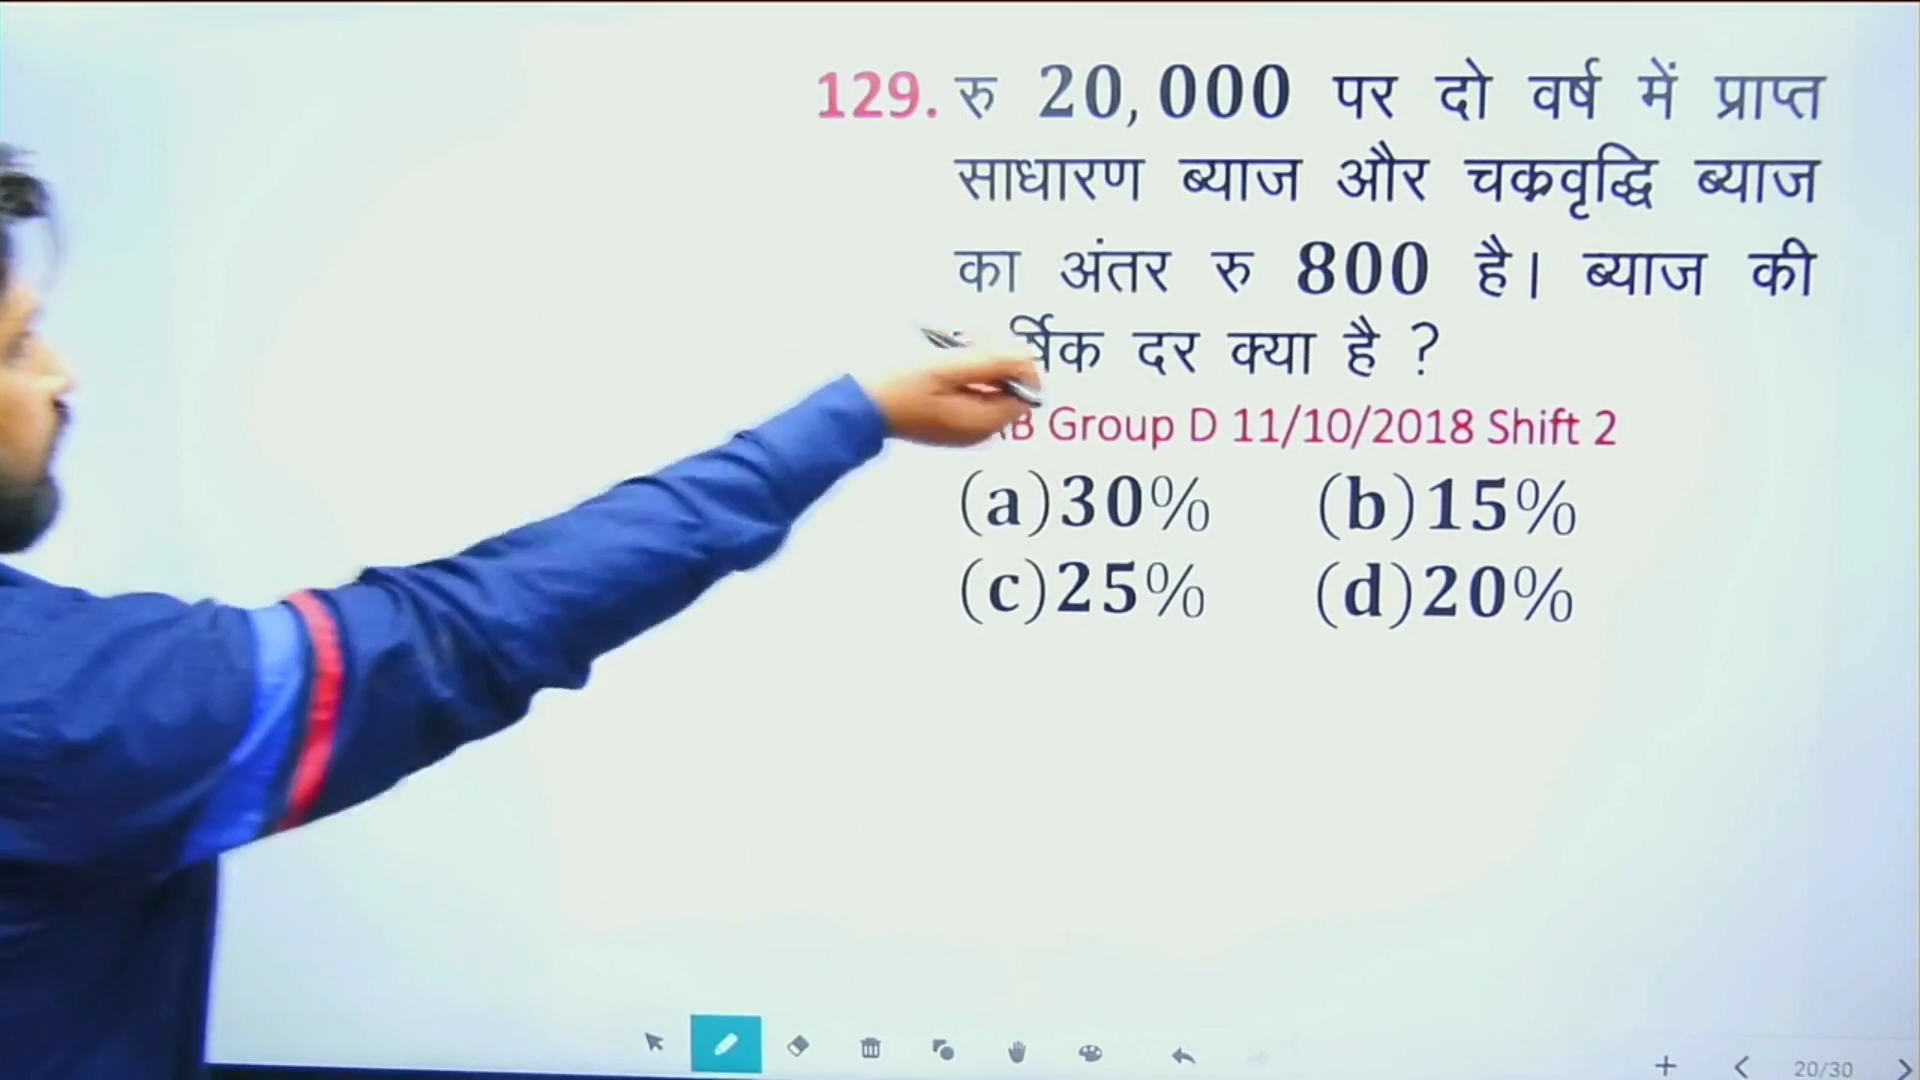 129. रु 20,000 पर दो वर्ष में प्राप्त
साधारण ब्याज और चक्रवृद्धि ब्याज
का अंतर रु 800 है। ब्याज की
दर क्या है ?
Group D 11/10/2018 Shift 2
(a)30% (b)15%
(c)25% (d)20%
20/30